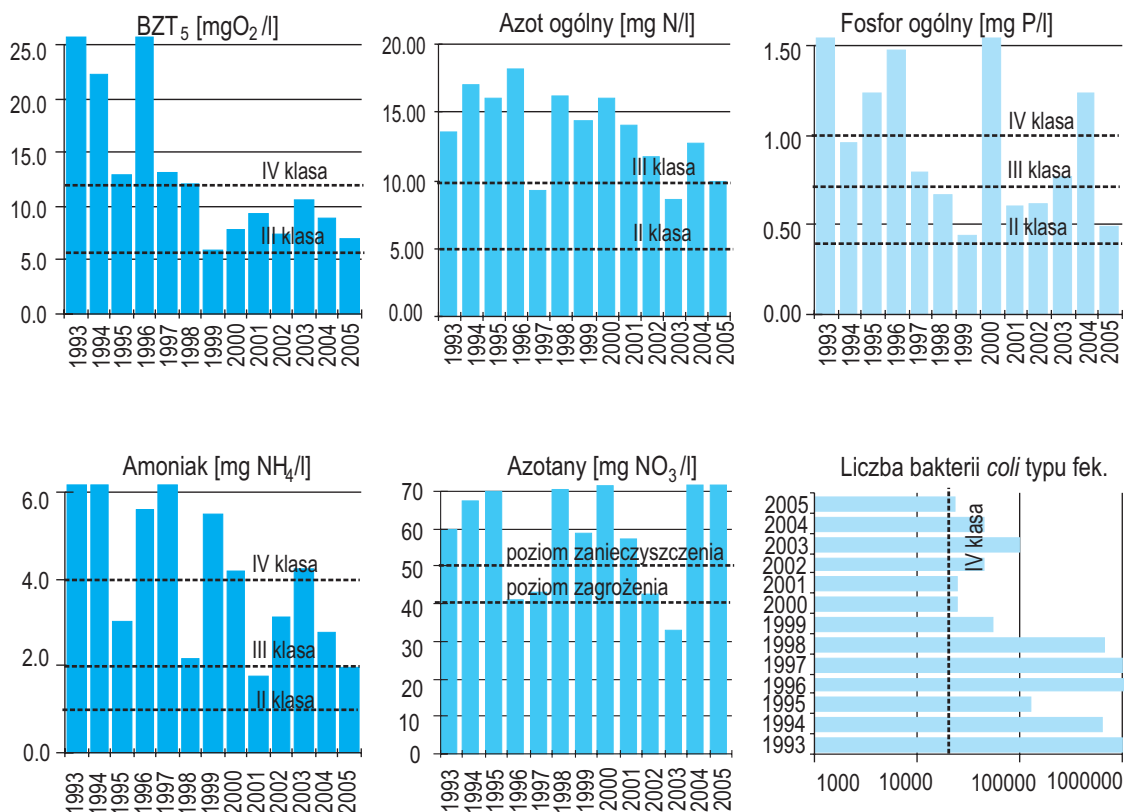 BZT5 [mgO2/l]
25.0
20.0
15.0
10.0
5.0
0.0
IV klasa
III klasa
1993 1994 1995 1996 1997 1998 1999 2000 2001 2002 2003 2004 2005
Azot ogólny [mg N/l]
20.00
15.00
10.00
5.00
0.00
III klasa
II klasa
1993 1994 1995 1996 1997 1998 1999 2000 2001 2002 2003 2004 2005
Fosfor ogólny [mg P/l]
1.50
1.00
0.50
0.00
IV klasa
III klasa
II klasa
1993 1994 1995 1996 1997 1998 1999 2000 2001 2002 2003 2004 2005
Amoniak [mg NH4/l]
6.0
4.0
2.0
0.0
IV klasa
III klasa
II klasa
1993 1994 1995 1996 1997 1998 1999 2000 2001 2002 2003 2004 2005
Azotany [mg NO3/l]
70
60
50
40
30
20
10
0
poziom zanieczyszczenia
poziom zagrożenia
1993 1994 1995 1996 1997 1998 1999 2000 2001 2002 2003 2004 2005
Liczba bakterii coli typu fek.
2005
2004
2003
2002
2001
2000
1999
1998
1997
1996
1995
1994
1993
IV klasa
1000 10000 100000 1000000